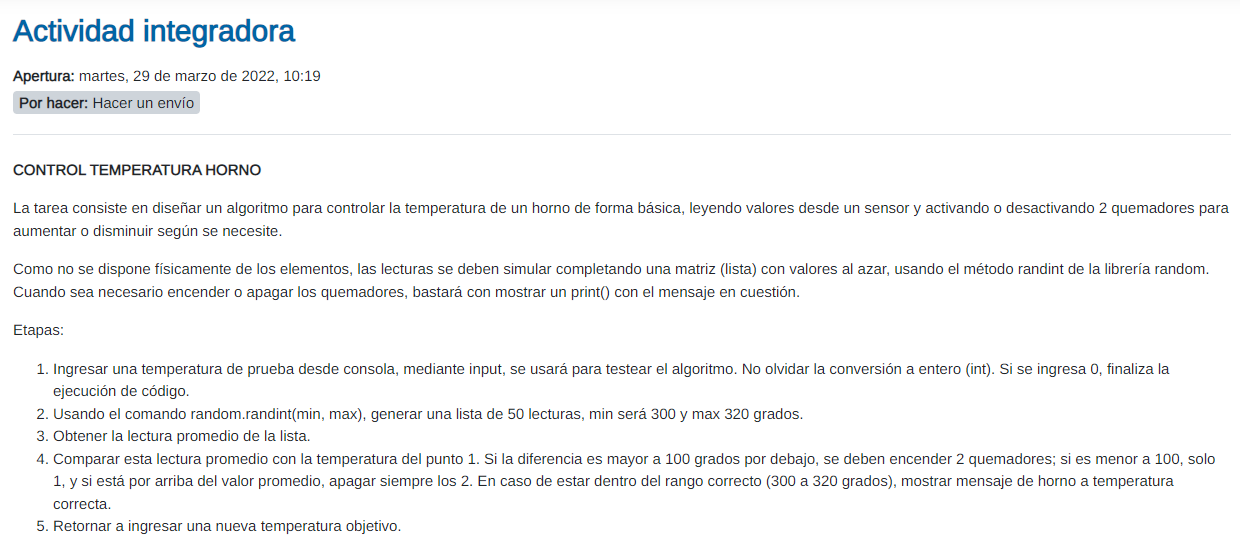 Actividad integradora
Apertura: martes, 29 de marzo de 2022, 10:19
Por hacer: Hacer un envío
CONTROL TEMPERATURA HORNO
La tarea consiste en diseñar un algoritmo para controlar la temperatura de un horno de forma básica, leyendo valores desde un sensor y activando o desactivando 2 quemadores para
aumentar o disminuir según se necesite.
Como no se dispone físicamente de los elementos, las lecturas se deben simular completando una matriz (lista) con valores al azar, usando el método randint de la librería random.
Cuando sea necesario encender o apagar los quemadores, bastará con mostrar un print() con el mensaje en cuestión.
Etapas:
1. Ingresar una temperatura de prueba desde consola, mediante input, se usará para testear el algoritmo. No olvidar la conversión a entero (int). Si se ingresa 0, finaliza la
ejecución de código.
2. Usando el comando random.randint(min, max), generar una lista de 50 lecturas, min será 300 y max 320 grados.
3. Obtener la lectura promedio de la lista.
4. Comparar esta lectura promedio con la temperatura del punto 1. Si la diferencia es mayor a 100 grados por debajo, se deben encender 2 quemadores; si es menor a 100, solo
1, y si está por arriba del valor promedio, apagar siempre los 2. En caso de estar dentro del rango correcto (300 a 320 grados), mostrar mensaje de horno a temperatura
correcta.
5. Retornar a ingresar una nueva temperatura objetivo.